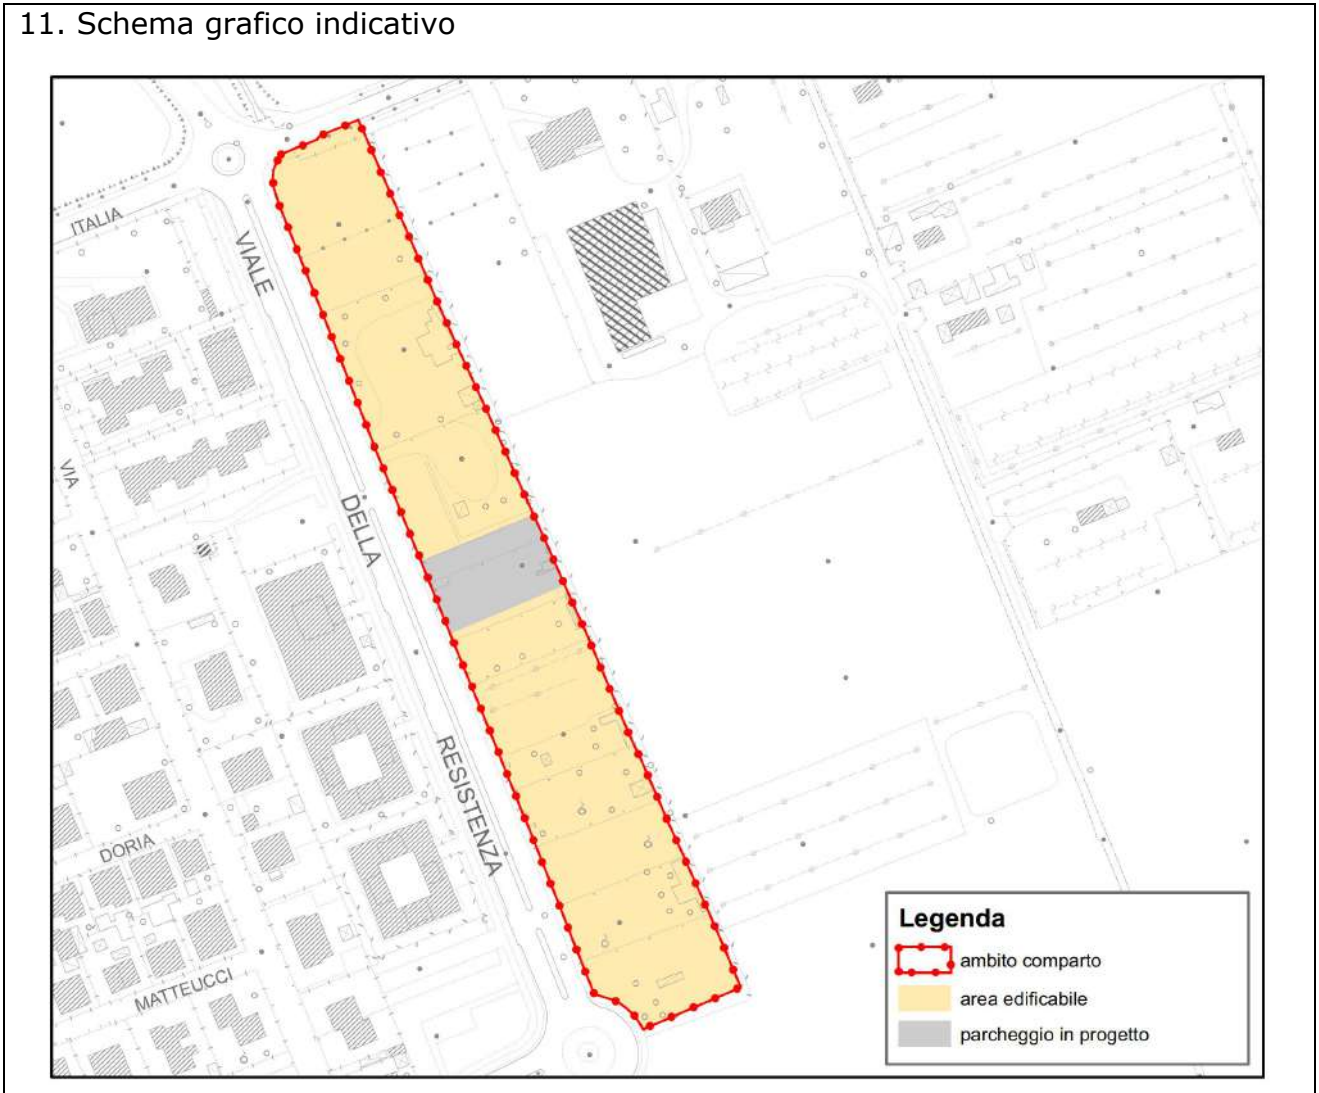 11. Schema grafico indicativo
ITALIA
VIALE
VIA
DELLA
RESISTENZA
DORIA
MATTEUCCI
Legenda
ambito comparto
area edificabile
parcheggio in progetto